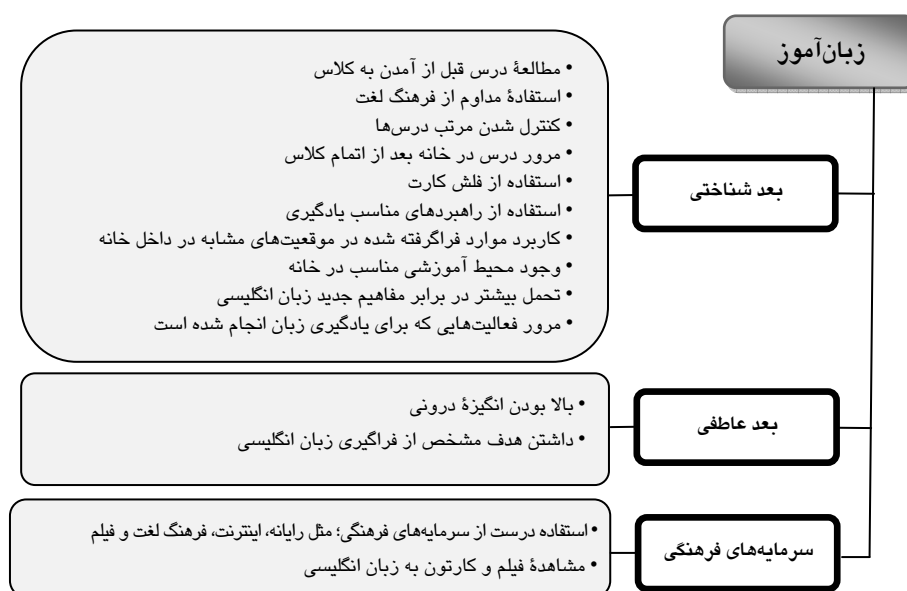 زبان‌آموز
بعد شناختی
• مطالعهٔ درس قبل از آمدن به کلاس
• استفادهٔ مداوم از فرهنگ لغت
• کنترل شدن مرتب درس‌ها
• مرور درس در خانه بعد از اتمام کلاس
• استفاده از فلش کارت
• استفاده از راهبردهای مناسب یادگیری
• کاربرد موارد فراگرفته شده در موقعیت‌های مشابه در داخل خانه
• وجود محیط آموزشی مناسب در خانه
• تحمل بیشتر در برابر مفاهیم جدید زبان انگلیسی
• مرور فعالیت‌هایی که برای یادگیری زبان انجام شده است
بعد عاطفی
• بالا بودن انگیزهٔ درونی
• داشتن هدف مشخص از فراگیری زبان انگلیسی
سرمایه‌های فرهنگی
• استفاده درست از سرمایه‌های فرهنگی؛ مثل رایانه، اینترنت، فرهنگ لغت و فیلم
• مشاهدهٔ فیلم و کارتون به زبان انگلیسی